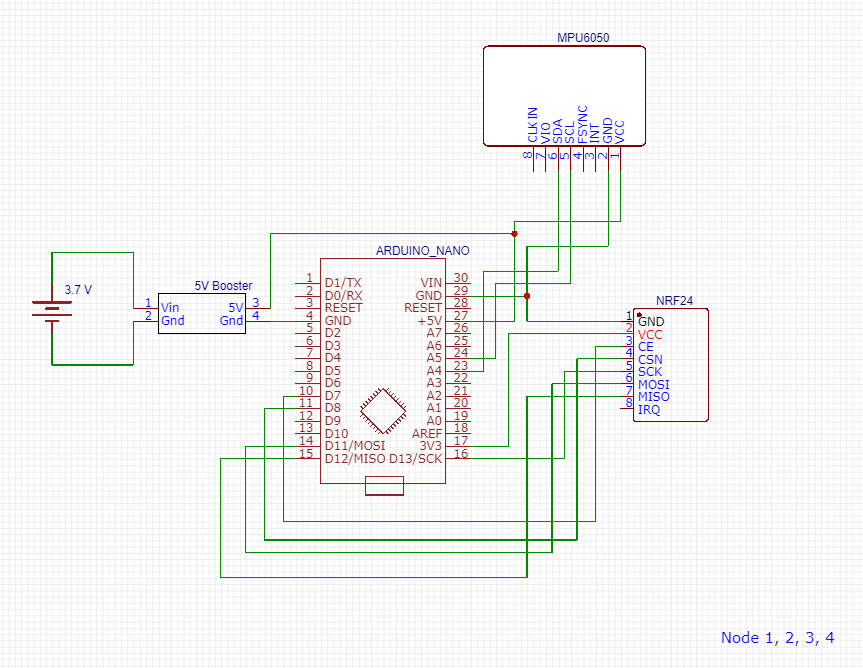 MPU6050
CLK IN
VIO
SDA
SCL
FSYNC
INT
GND
VCC
8 7 6 5 4 3 2 1
ARDUINO_NANO
1 D1/TX VIN 30
2 D0/RX GND 29
3 RESET RESET 28
4 GND +5V 27
5 D2 A7 26
6 D3 A6 25
7 D4 A5 24
8 D5 A4 23
9 D6 A3 22
10 D7 A2 21
11 D8 A1 20
12 D9 A0 19
13 D10 AREF 18
14 D11/MOSI 3V3 17
15 D12/MISO D13/SCK 16
3.7 V
5V Booster
1 Vin 5V 3
2 Gnd Gnd 4
NRF24
1 GND
2 VCC
3 CE
4 CSN
5 SCK
6 MOSI
7 MISO
8 IRQ
Node 1, 2, 3, 4